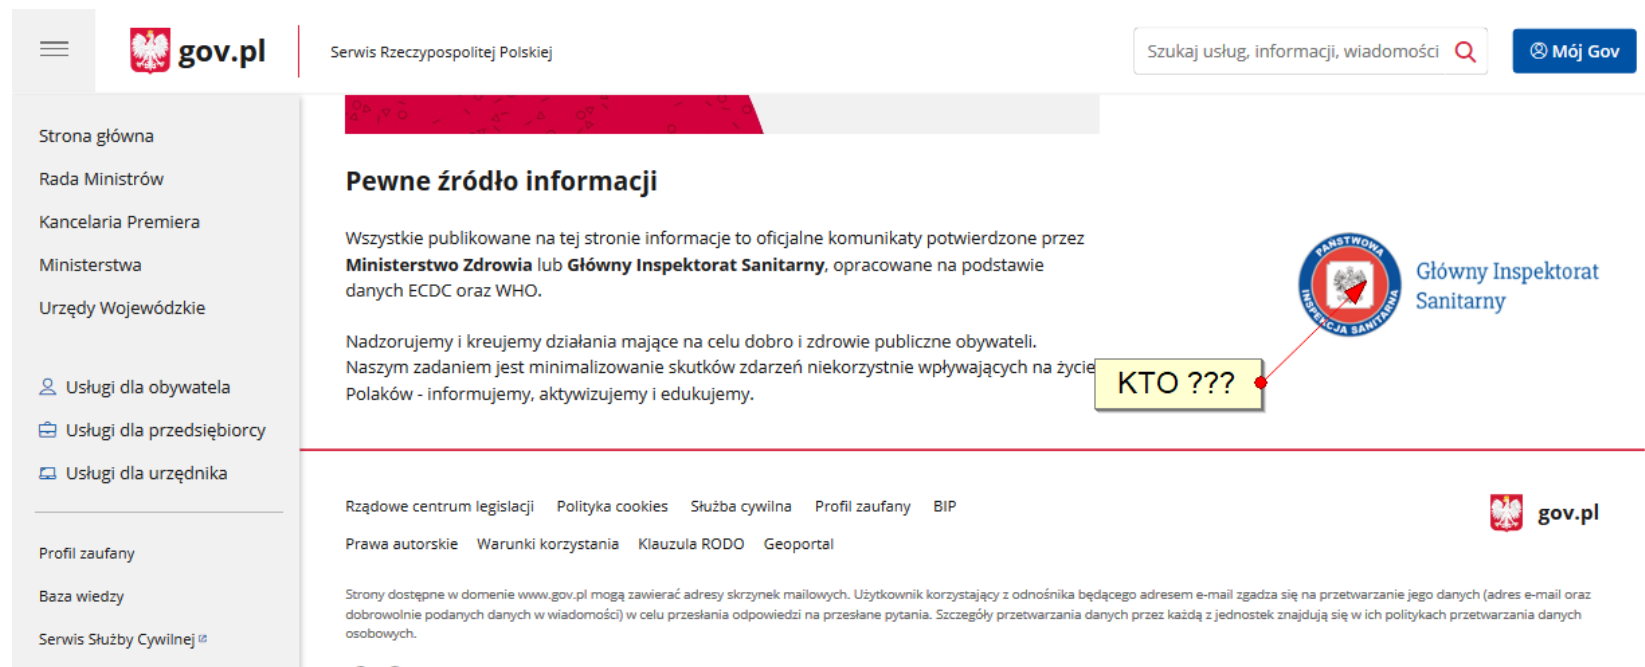 gov.pl
Serwis Rzeczypospolitej Polskiej
Szukaj usług, informacji, wiadomości
Mój Gov
Strona główna
Rada Ministrów
Kancelaria Premiera
Ministerstwa
Urzędy Wojewódzkie
Usługi dla obywatela
Usługi dla przedsiębiorcy
Usługi dla urzędnika
Profil zaufany
Baza wiedzy
Serwis Służby Cywilnej
Pewne źródło informacji
Wszystkie publikowane na tej stronie informacje to oficjalne komunikaty potwierdzone przez
Ministerstwo Zdrowia lub Główny Inspektorat Sanitarny, opracowane na podstawie
danych ECDC oraz WHO.
Nadzorujemy i kreujemy działania mające na celu dobro i zdrowie publiczne obywateli.
Naszym zadaniem jest minimalizowanie skutków zdarzeń niekorzystnie wpływających na życie
Polaków - informujemy, aktywizujemy i edukujemy.
PAŃSTWOWA
INSPEKCJA SANITARNA
Główny Inspektorat
Sanitarny
KTO ???
Rządowe centrum legislacji Polityka cookies Służba cywilna Profil zaufany BIP
Prawa autorskie Warunki korzystania Klauzula RODO Geoportal
gov.pl
Strony dostępne w domenie www.gov.pl mogą zawierać adresy skrzynek mailowych. Użytkownik korzystający z odnośnika będącego adresem e-mail zgadza się na przetwarzanie jego danych (adres e-mail oraz
dobrowolnie podanych danych w wiadomości) w celu przesłania odpowiedzi na przesłane pytania. Szczegóły przetwarzania danych przez każdą z jednostek znajdują się w ich politykach przetwarzania danych
osobowych.